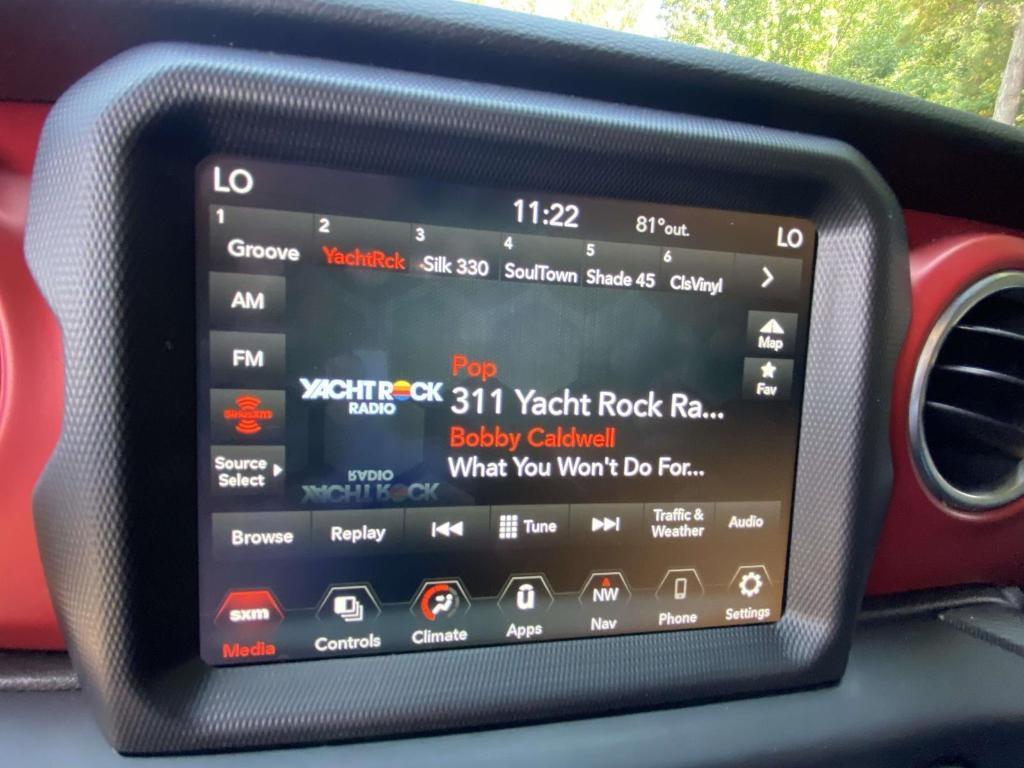 LO
11:22
81°out.
LO
1
Groove
2
YachtRck
3
Silk 330
4
SoulTown
5
Shade 45
6
ClsVinyl
AM
Map
FM
Fav
Pop
YACHT ROCK
RADIO
311 Yacht Rock Ra...
siriusxm
Bobby Caldwell
Source
Select
What You Won't Do For...
RADIO
YACHT ROCK
Browse
Replay
Tune
Traffic &
Weather
Audio
sxm
Media
Controls
Climate
u
Apps
NW
Nav
Phone
Settings